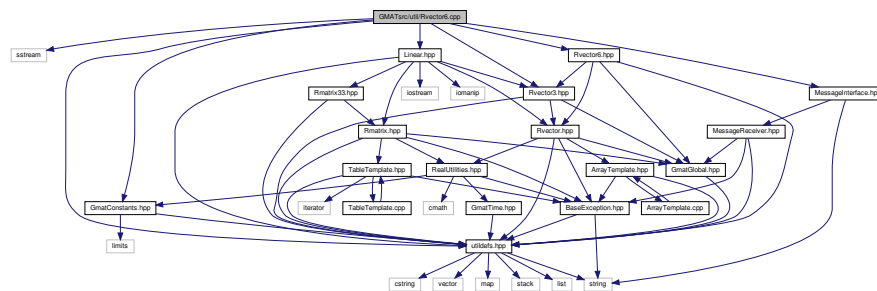 GMATsrc/util/Rvector6.cpp
sstream
Linear.hpp
Rvector6.hpp
Rmatrix33.hpp
iostream
iomanip
Rvector3.hpp
MessageInterface.hpp
Rmatrix.hpp
Rvector.hpp
MessageReceiver.hpp
TableTemplate.hpp
RealUtilities.hpp
ArrayTemplate.hpp
GmatGlobal.hpp
GmatConstants.hpp
iterator
TableTemplate.cpp
cmath
GmatTime.hpp
BaseException.hpp
ArrayTemplate.cpp
limits
utildefs.hpp
cstring
vector
map
stack
list
string